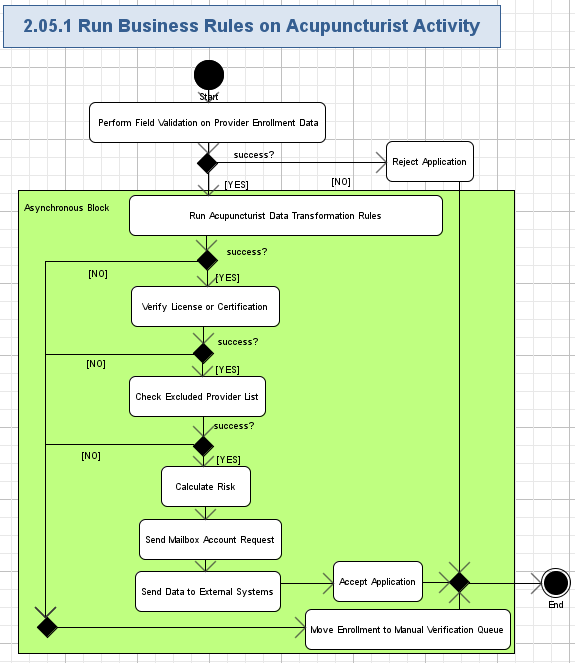 2.05.1 Run Business Rules on Acupuncturist Activity
Start
Perform Field Validation on Provider Enrollment Data
success?
Reject Application
[YES]
[NO]
Asynchronous Block
Run Acupuncturist Data Transformation Rules
success?
[NO]
[YES]
Verify License or Certification
success?
[NO]
[YES]
Check Excluded Provider List
success?
[NO]
[YES]
Calculate Risk
Send Mailbox Account Request
Send Data to External Systems
Accept Application
End
Move Enrollment to Manual Verification Queue